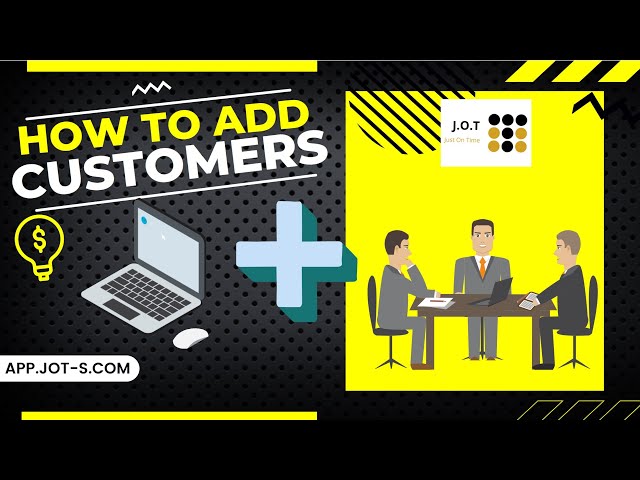 HOW TO ADD
CUSTOMERS
J.O.T
Just On Time
$
APP.JOT-S.COM